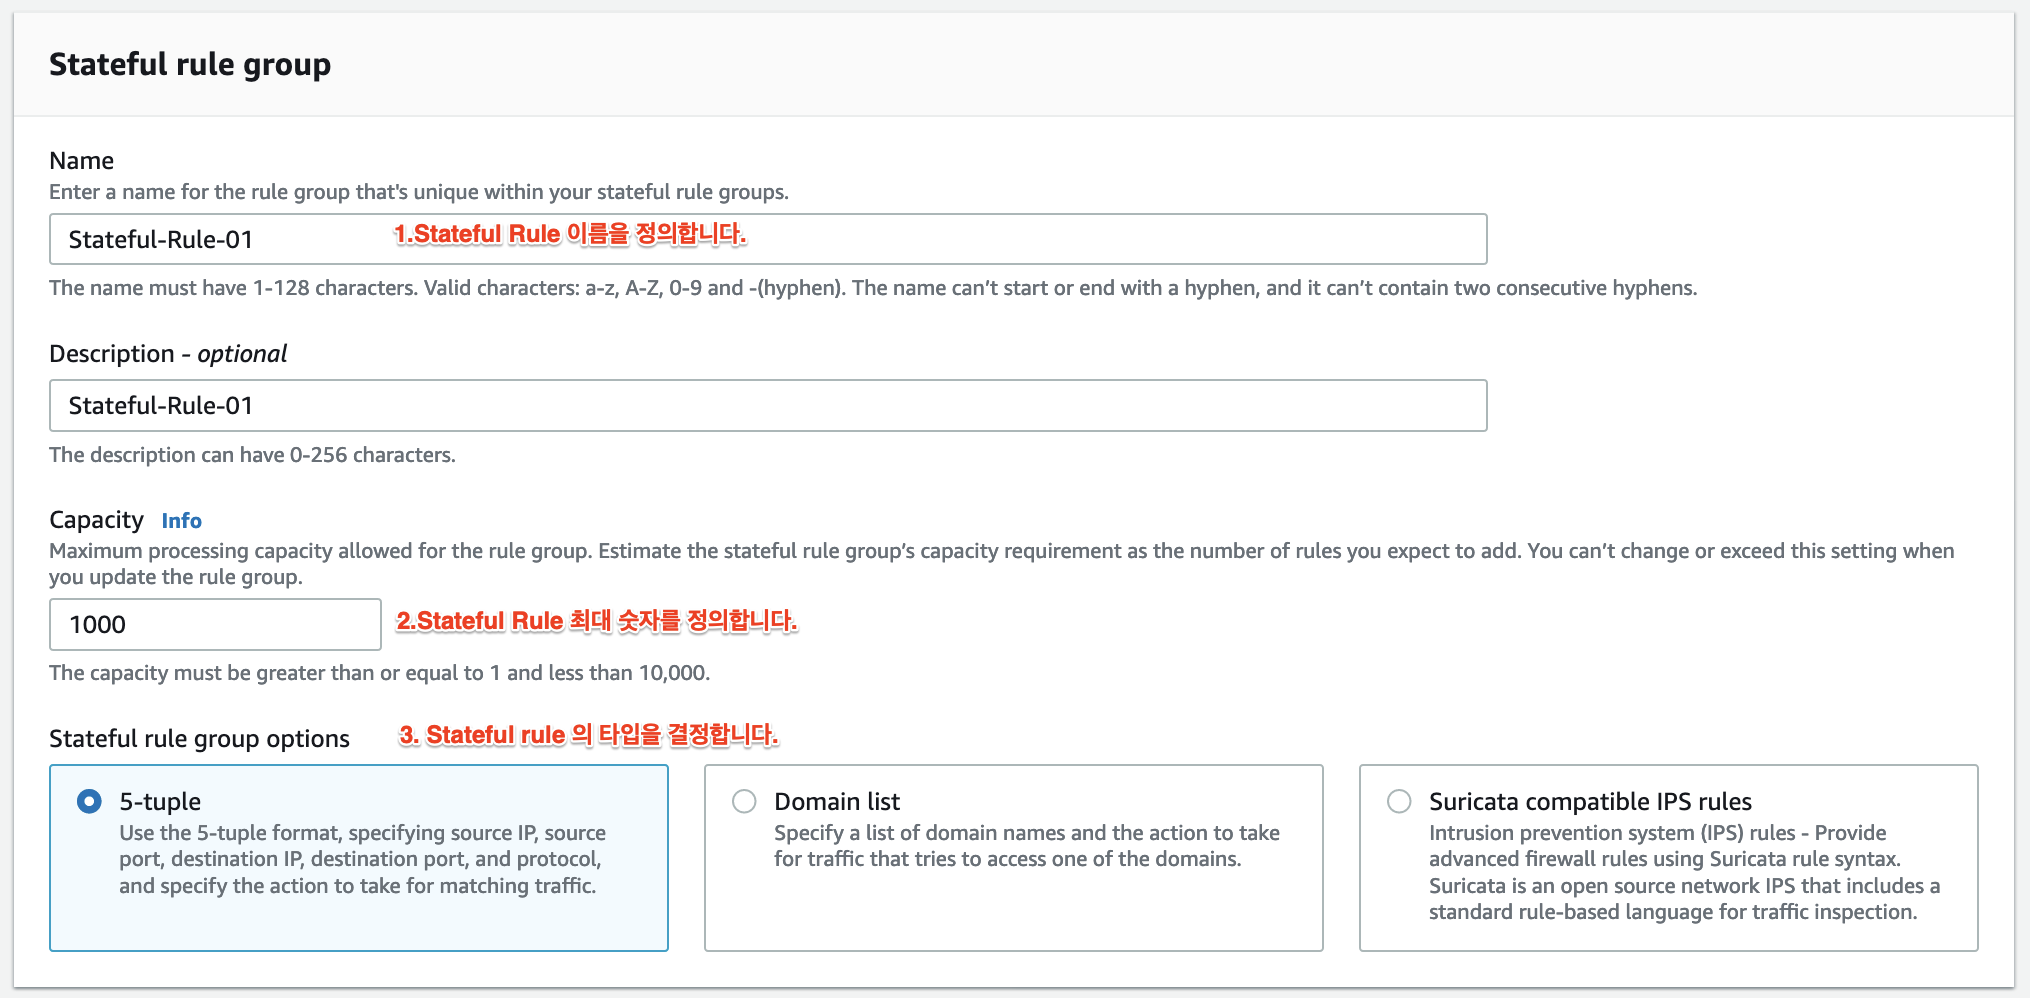 Stateful rule group
Name
Enter a name for the rule group that's unique within your stateful rule groups.
Stateful-Rule-01
1.Stateful Rule 이름을 정의합니다.
The name must have 1-128 characters. Valid characters: a-z, A-Z, 0-9 and -(hyphen). The name can’t start or end with a hyphen, and it can’t contain two consecutive hyphens.
Description - optional
Stateful-Rule-01
The description can have 0-256 characters.
Capacity Info
Maximum processing capacity allowed for the rule group. Estimate the stateful rule group’s capacity requirement as the number of rules you expect to add. You can’t change or exceed this setting when
you update the rule group.
1000
2.Stateful Rule 최대 숫자를 정의합니다.
The capacity must be greater than or equal to 1 and less than 10,000.
Stateful rule group options
3. Stateful rule 의 타입을 결정합니다.
5-tuple
Use the 5-tuple format, specifying source IP, source
port, destination IP, destination port, and protocol,
and specify the action to take for matching traffic.
Domain list
Specify a list of domain names and the action to take
for traffic that tries to access one of the domains.
Suricata compatible IPS rules
Intrusion prevention system (IPS) rules - Provide
advanced firewall rules using Suricata rule syntax.
Suricata is an open source network IPS that includes a
standard rule-based language for traffic inspection.